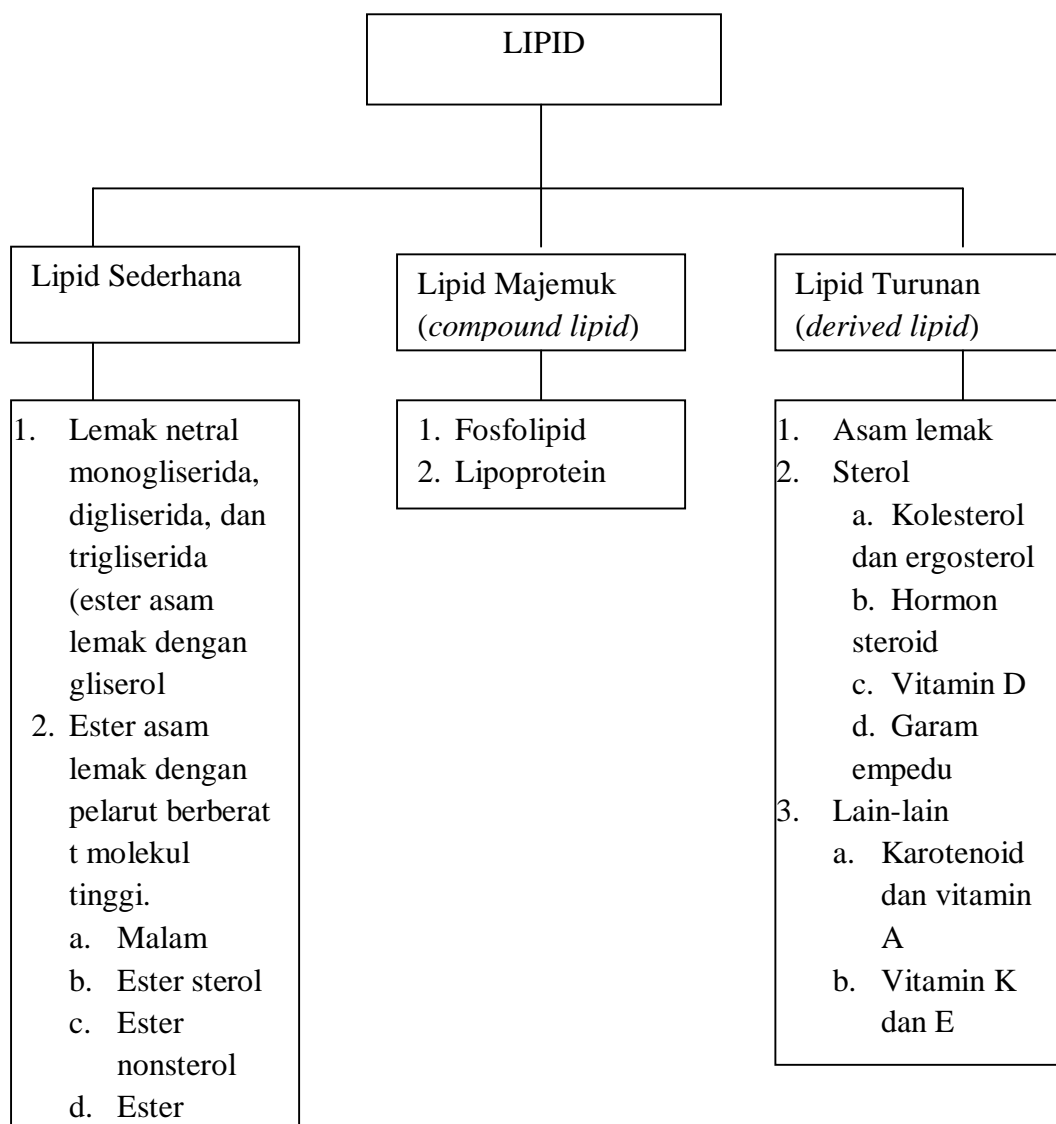 LIPID
Lipid Sederhana
Lipid Majemuk
(compound lipid)
Lipid Turunan
(derived lipid)
1. Lemak netral
monogliserida,
digliserida, dan
trigliserida
(ester asam
lemak dengan
gliserol
2. Ester asam
lemak dengan
pelarut berberat
t molekul
tinggi.
a. Malam
b. Ester sterol
c. Ester
nonsterol
d. Ester
1. Fosfolipid
2. Lipoprotein
1. Asam lemak
2. Sterol
a. Kolesterol
dan ergosterol
b. Hormon
steroid
c. Vitamin D
d. Garam
empedu
3. Lain-lain
a. Karotenoid
dan vitamin
A
b. Vitamin K
dan E